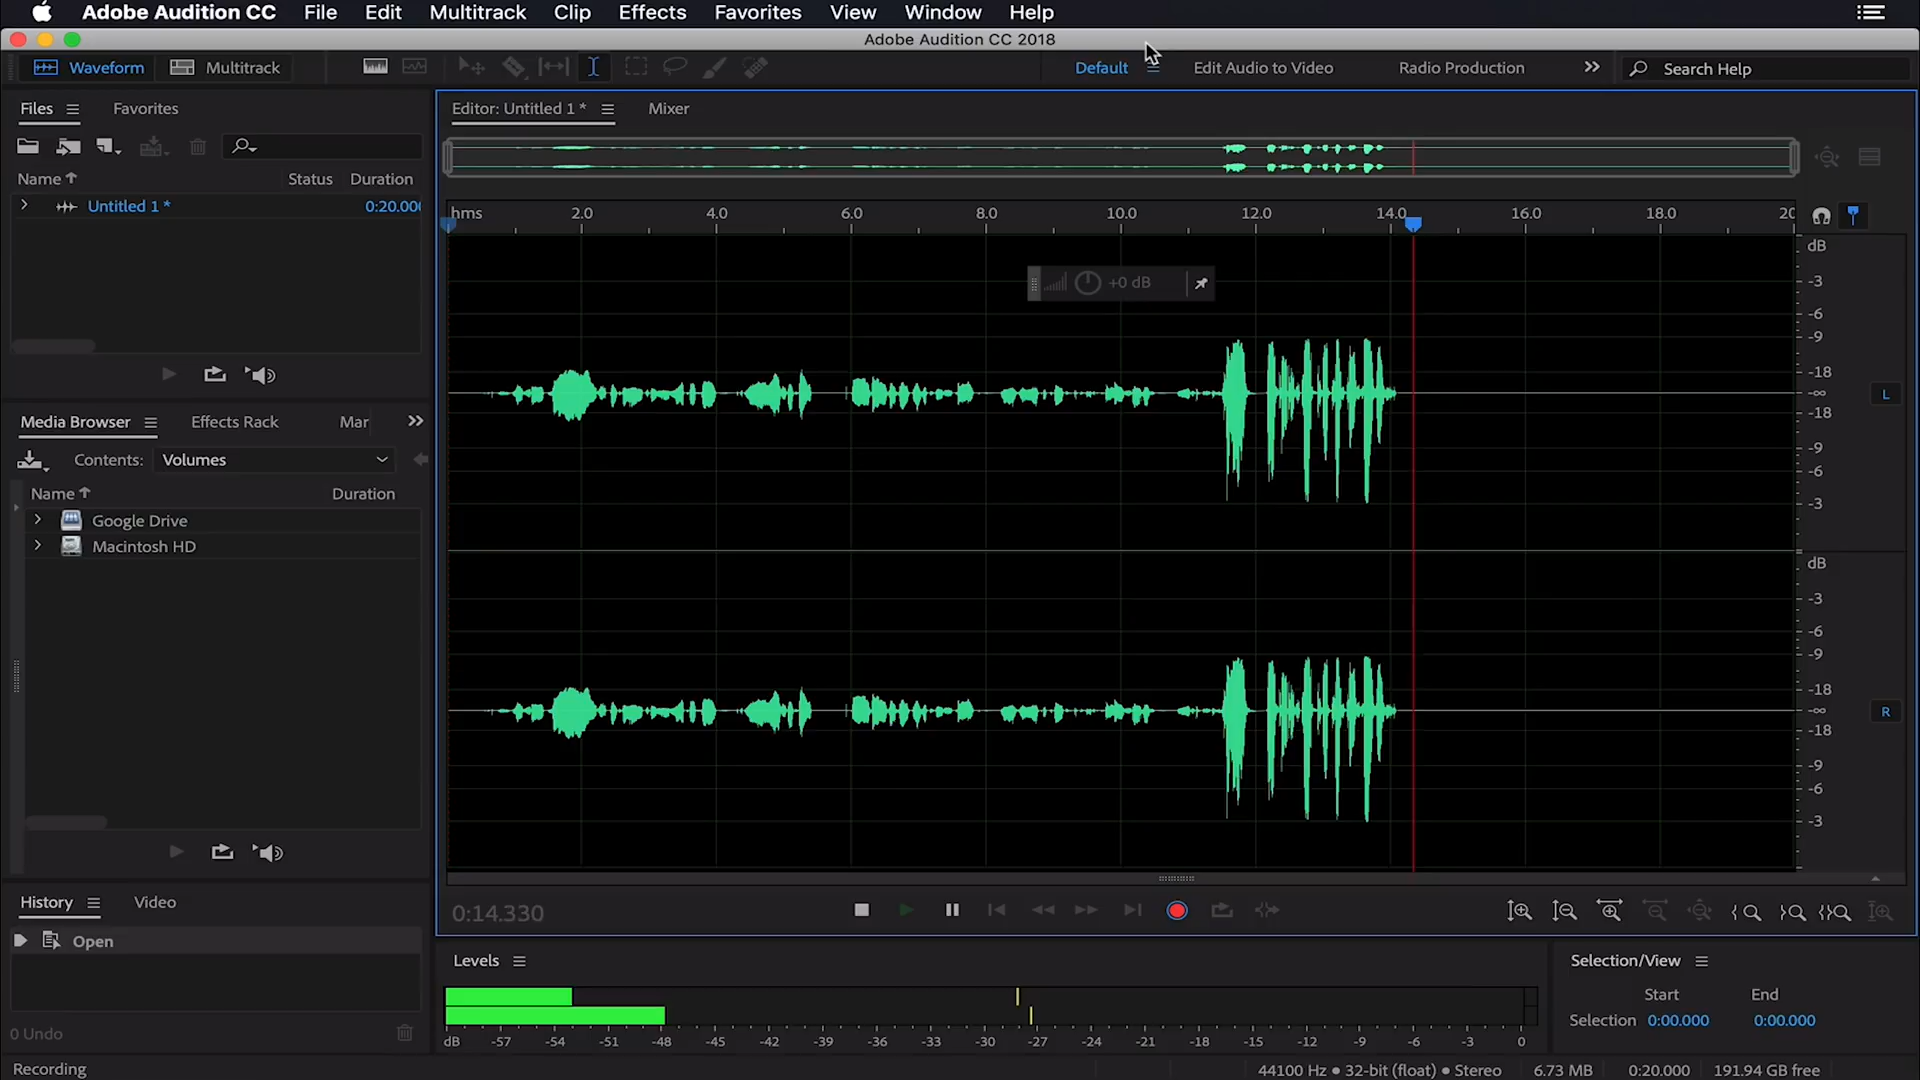 Adobe Audition CC File Edit Multitrack Clip Effects Favorites View Window Help
Adobe Audition CC 2018
Waveform Multitrack Default Edit Audio to Video Radio Production Search Help
Files Favorites
Name Status Duration
Untitled 1 * 0:20.000
Media Browser Effects Rack Mar
Contents: Volumes
Name Duration
Google Drive
Macintosh HD
History Video
Open
0 Undo
Recording
Editor: Untitled 1 * Mixer
hms 2.0 4.0 6.0 8.0 10.0 12.0 14.0 16.0 18.0 20
+0 dB
dB
-3
-6
-9
-18
-∞
-18
-9
-6
-3
L
dB
-3
-6
-9
-18
-∞
-18
-9
-6
-3
R
0:14.330
Levels
dB -57 -54 -51 -48 -45 -42 -39 -36 -33 -30 -27 -24 -21 -18 -15 -12 -9 -6 -3 0
Selection/View
Start End
Selection 0:00.000 0:00.000
44100 Hz ● 32-bit (float) ● Stereo 6.73 MB 0:20.000 191.94 GB free